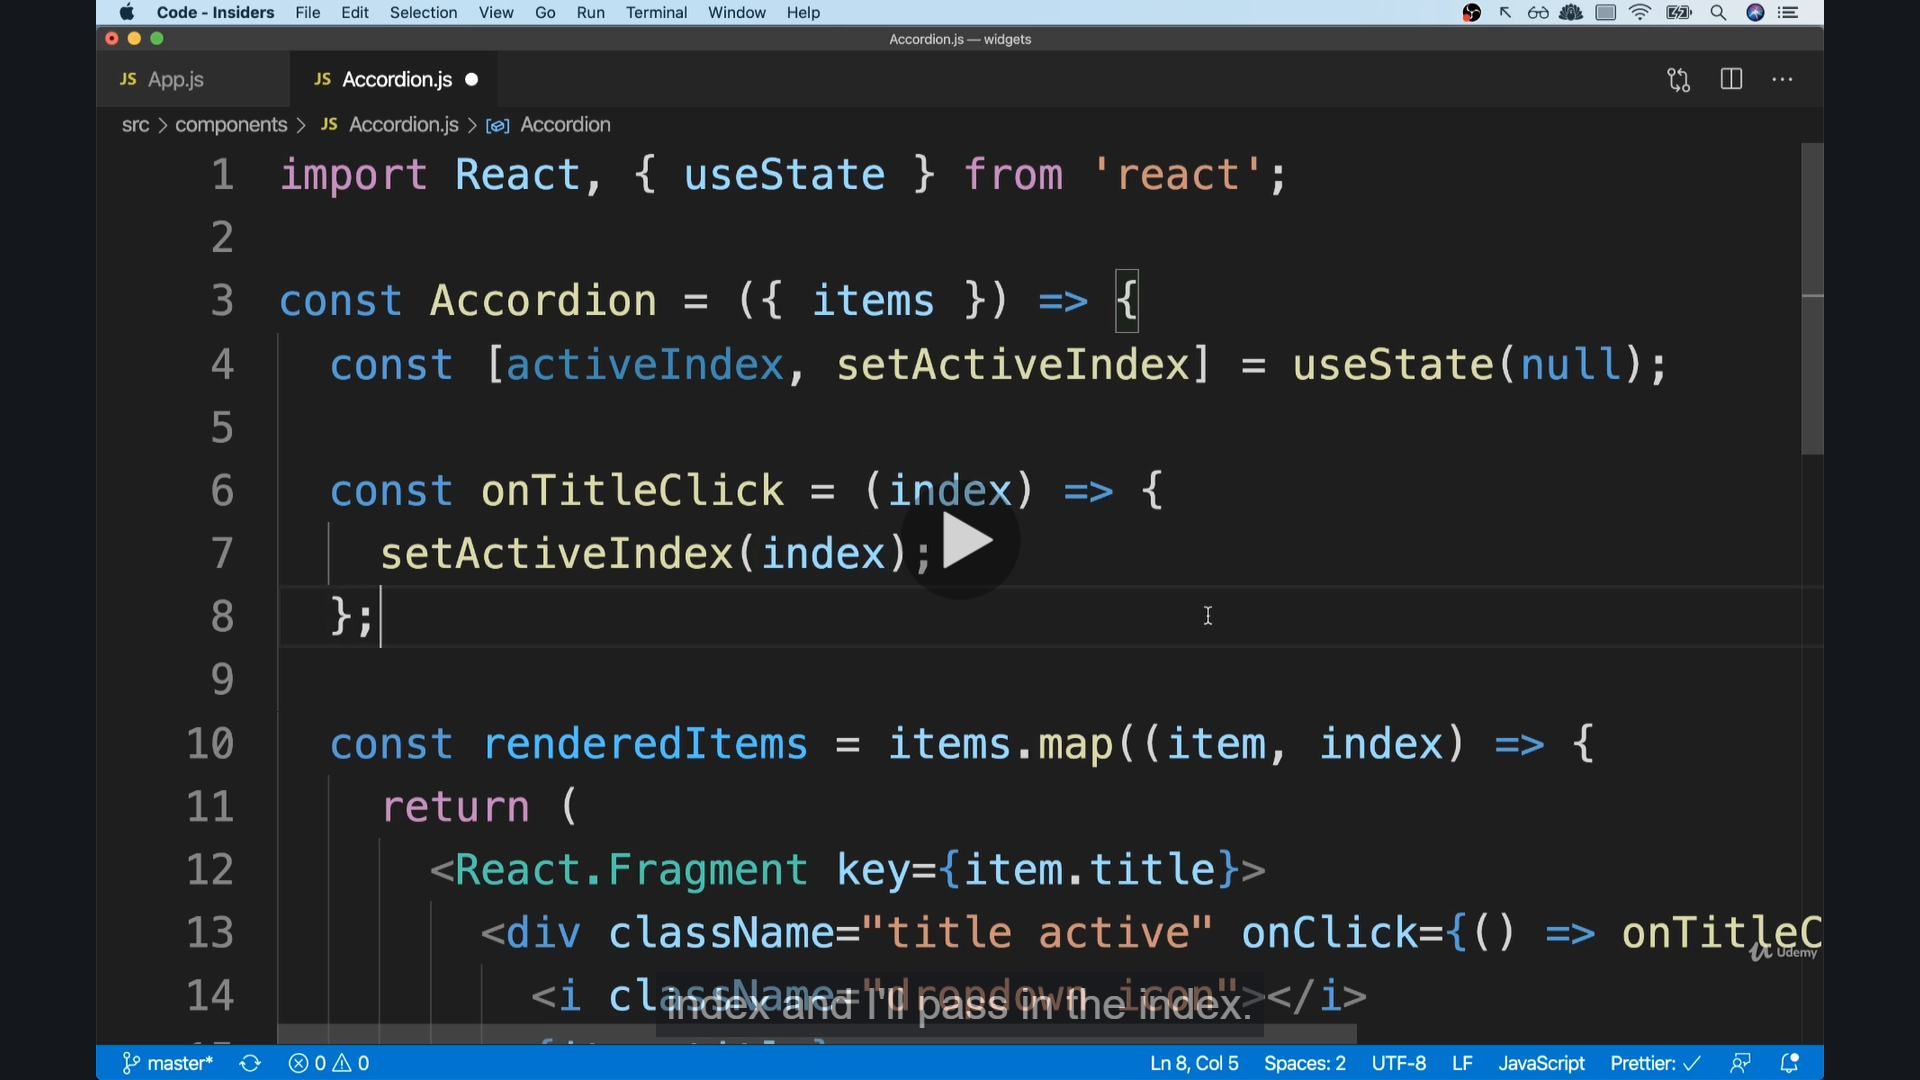 Code - Insiders File Edit Selection View Go Run Terminal Window Help
Accordion.js — widgets
JS App.js JS Accordion.js
src > components > JS Accordion.js > Accordion
1 import React, { useState } from 'react';
2
3 const Accordion = ({ items }) => {
4 const [activeIndex, setActiveIndex] = useState(null);
5
6 const onTitleClick = (index) => {
7 setActiveIndex(index);
8 };
9
10 const renderedItems = items.map((item, index) => {
11 return (
12 <React.Fragment key={item.title}>
13 <div className="title active" onClick={() => onTitleC
Udemy
14 <i className="dropdown icon"></i>
index and I'll pass in the index.
master* 0 0 Ln 8, Col 5 Spaces: 2 UTF-8 LF JavaScript Prettier: ✓